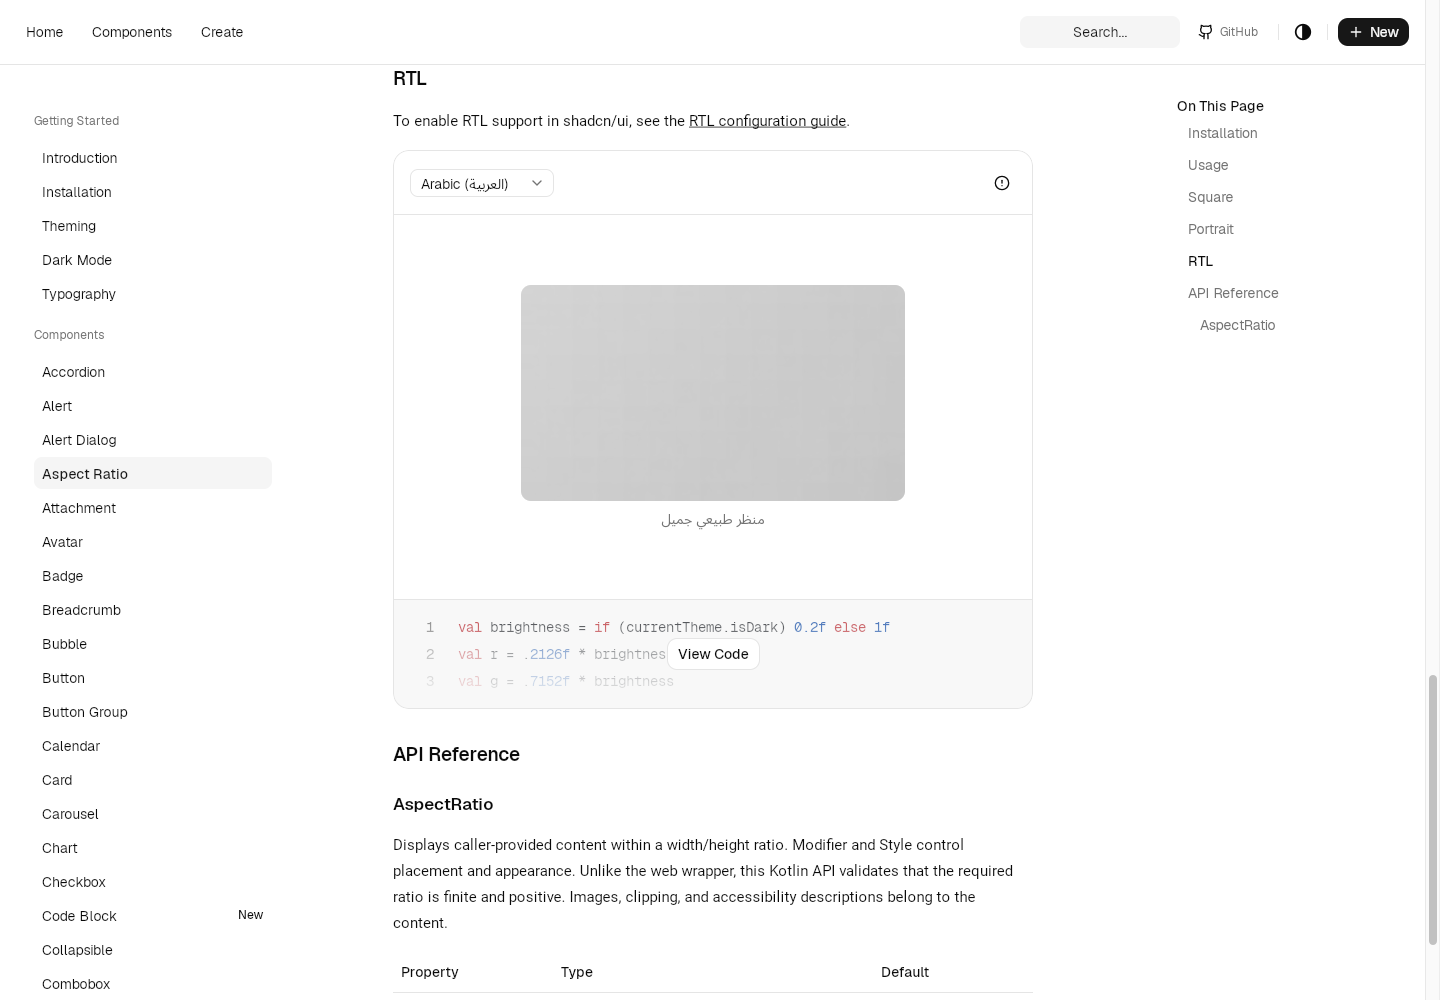 Home
Components
Create
Search...
GitHub
New
Getting Started
Introduction
Installation
Theming
Dark Mode
Typography
Components
Accordion
Alert
Alert Dialog
Aspect Ratio
Attachment
Avatar
Badge
Breadcrumb
Bubble
Button
Button Group
Calendar
Card
Carousel
Chart
Checkbox
Code Block New
Collapsible
Combobox
RTL
To enable RTL support in shadcn/ui, see the RTL configuration guide.
Arabic (العربية)
منظر طبيعي جميل
1 val brightness = if (currentTheme.isDark) 0.2f else 1f
2 val r = .2126f * brightnes
View Code
3 val g = .7152f * brightness
API Reference
AspectRatio
Displays caller-provided content within a width/height ratio. Modifier and Style control
placement and appearance. Unlike the web wrapper, this Kotlin API validates that the required
ratio is finite and positive. Images, clipping, and accessibility descriptions belong to the
content.
Property Type Default
On This Page
Installation
Usage
Square
Portrait
RTL
API Reference
AspectRatio